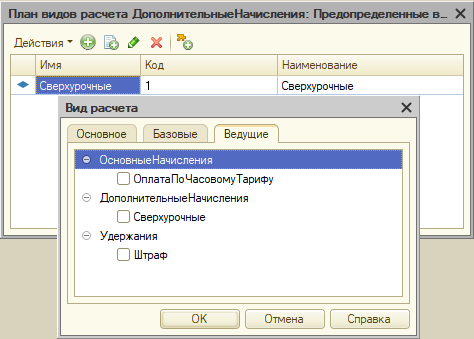 План видов расчета ДополнительныеНачисления: Предопределенные в...
Действия
Имя Код Наименование
Сверхурочные 1 Сверхурочные
Вид расчета
Основное Базовые Ведущие
ОсновныеНачисления
ОплатаПоЧасовомуТарифу
ДополнительныеНачисления
Сверхурочные
Удержания
Штраф
OK Отмена Справка